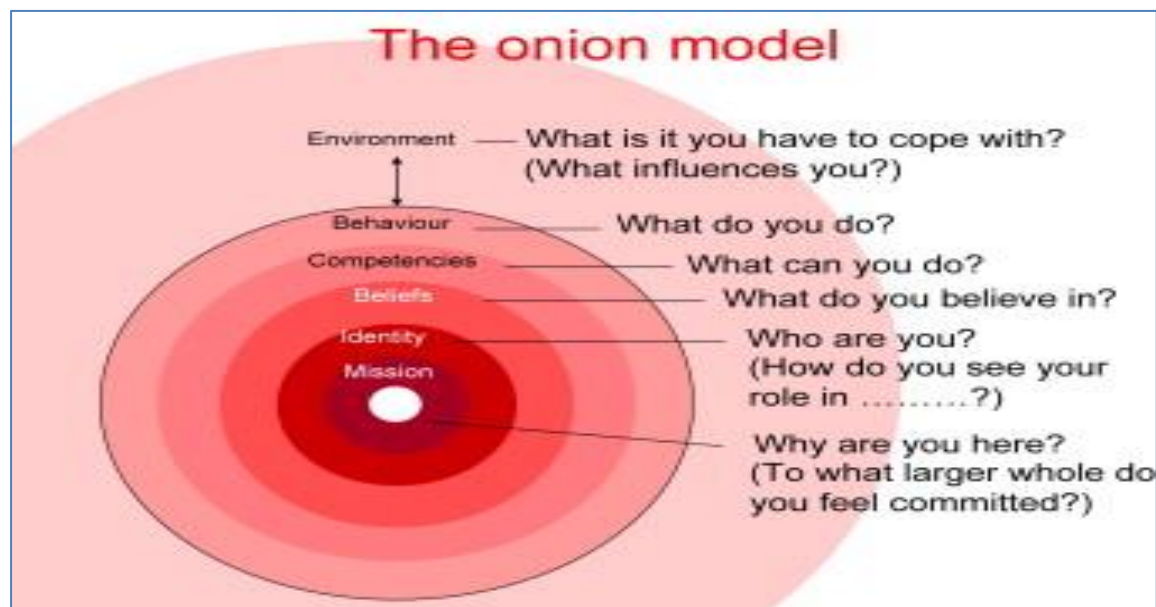 The onion model
Environment
What is it you have to cope with?
(What influences you?)
Behaviour
What do you do?
Competencies
What can you do?
Beliefs
What do you believe in?
Identity
Who are you?
(How do you see your
role in .........?)
Mission
Why are you here?
(To what larger whole do
you feel committed?)